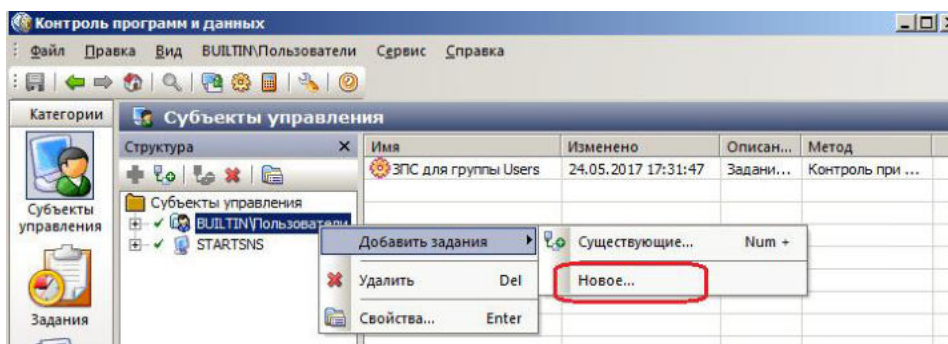 Контроль программ и данных
Файл Правка Вид BUILTIN\Пользователи Сервис Справка
Категории
Субъекты управления
Структура
Имя Изменено Описан... Метод
ЗПС для группы Users 24.05.2017 17:31:47 Задани... Контроль при ...
Субъекты управления
BUILTIN\Пользователи
STARTSNS
Субъекты
управления
Задания
Добавить задания
Удалить Del
Свойства... Enter
Существующие... Num +
Новое...